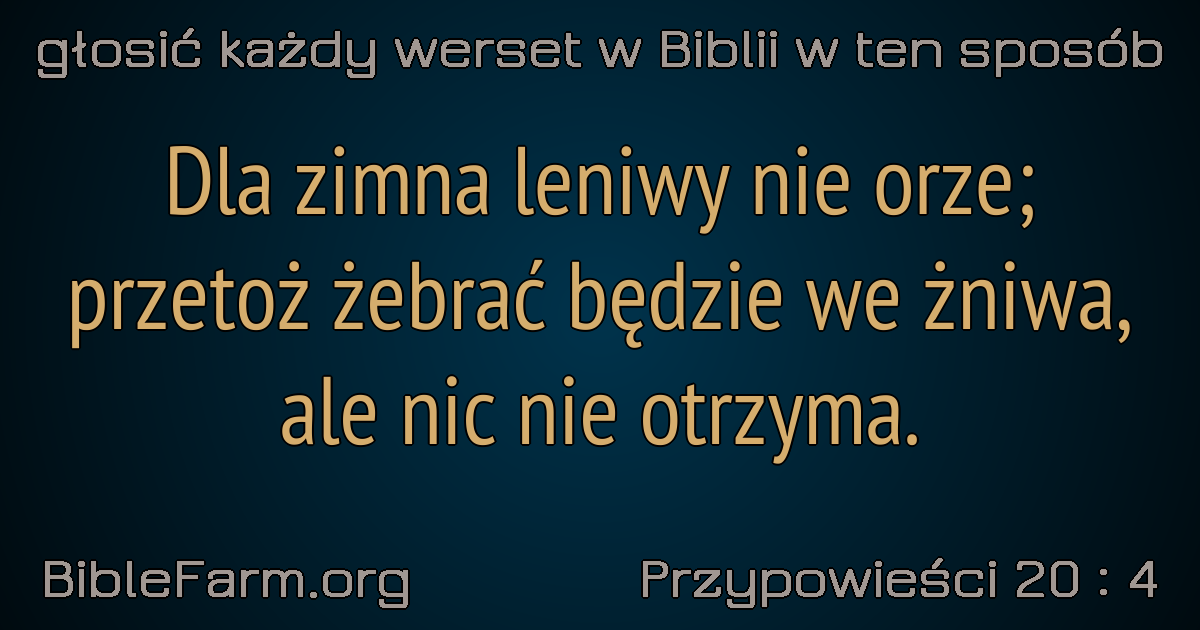 głosić każdy werset w Biblii w ten sposób
Dla zimna leniwy nie orze;
przetoż żebrać będzie we żniwa,
ale nic nie otrzyma.
BibleFarm.org
Przypowieści 20 : 4